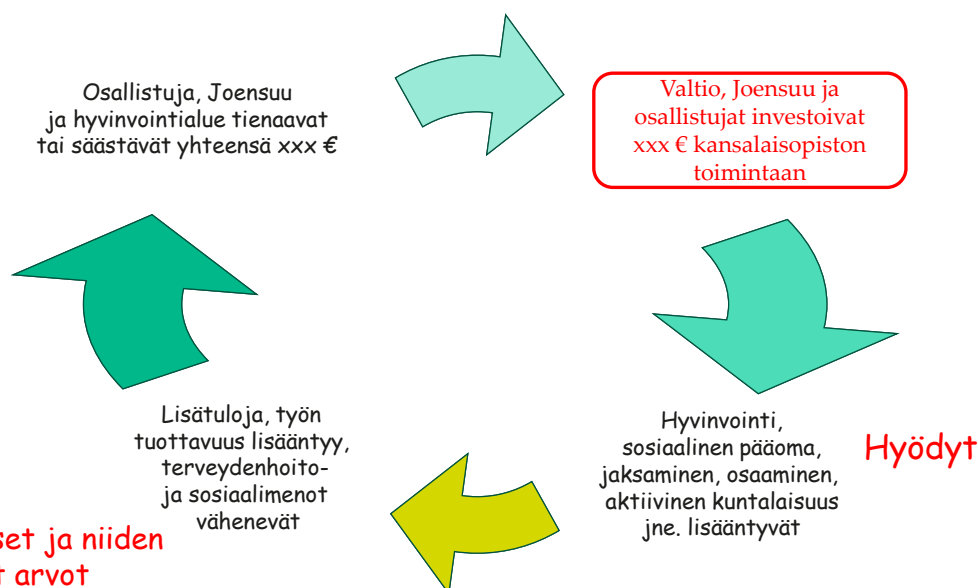 Osallistuja, Joensuu
ja hyvinvointialue tienaavat
tai säästävät yhteensä xxx €
Valtio, Joensuu ja
osallistujat investoivat
xxx € kansalaisopiston
toimintaan
Hyvinvointi,
sosiaalinen pääoma,
jaksaminen, osaaminen,
aktiivinen kuntalaisuus
jne. lisääntyvät
Hyödyt
Lisätuloja, työn
tuottavuus lisääntyy,
terveydenhoito-
ja sosiaalimenot
vähenevät
ja niiden
arvot